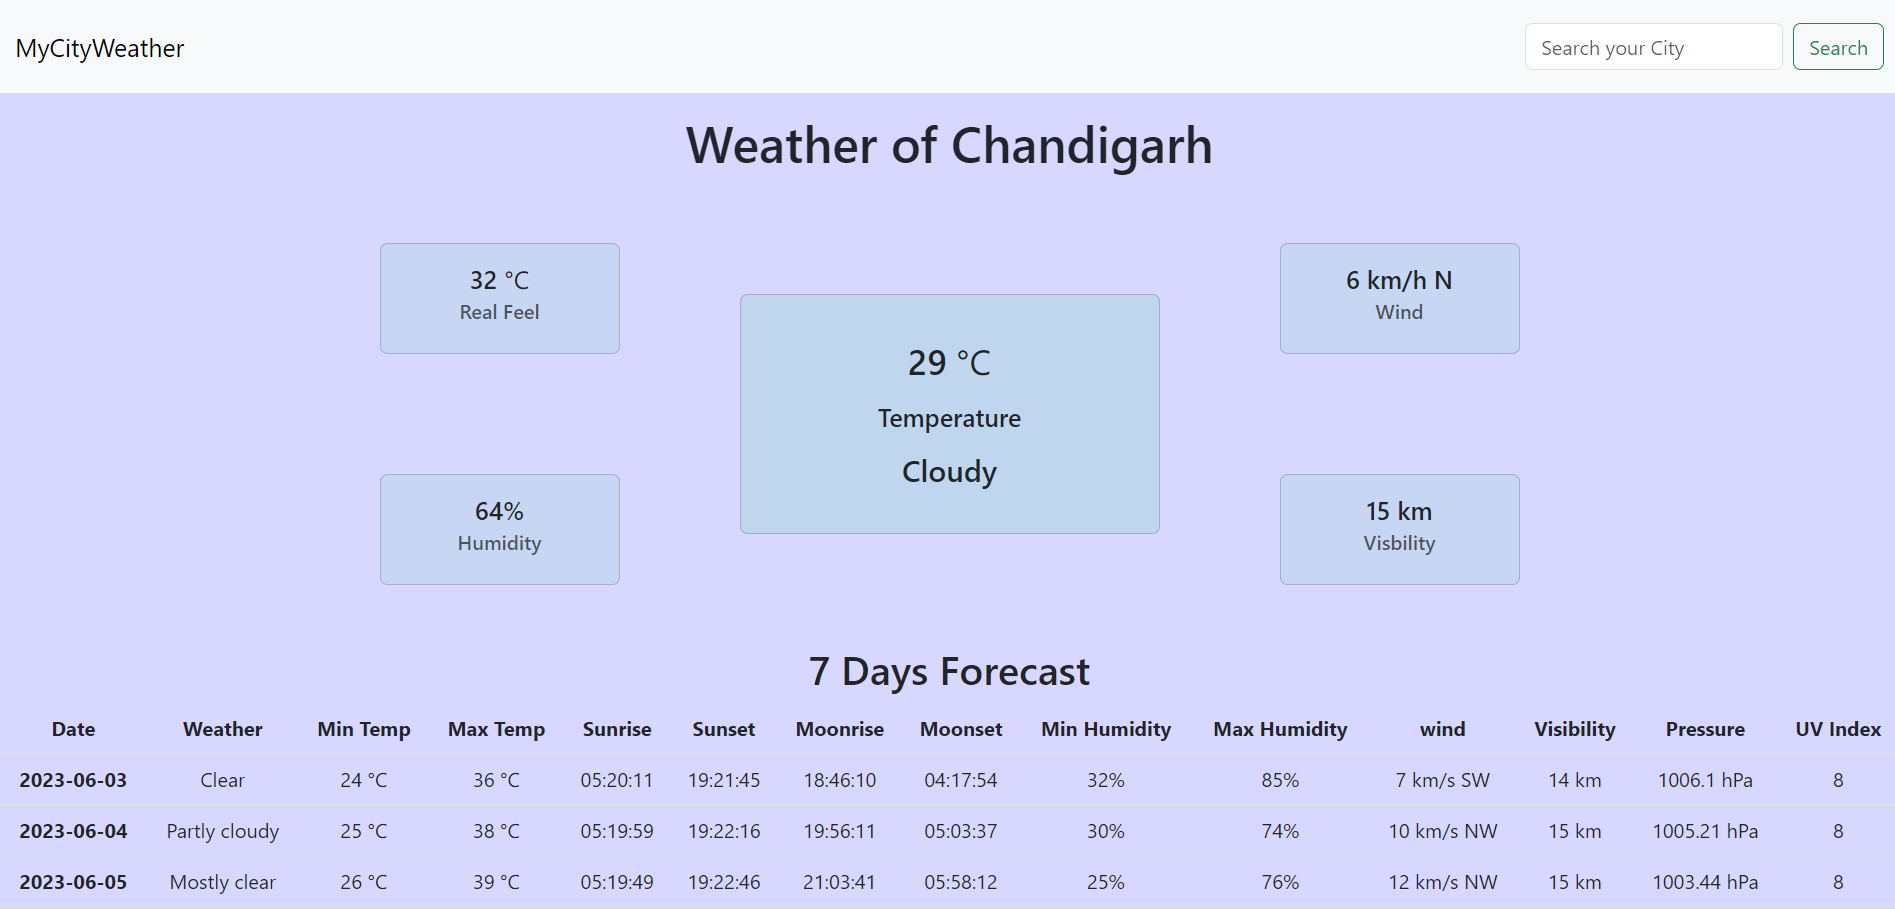 MyCityWeather Search your City Search
Weather of Chandigarh
32 °C
Real Feel
6 km/h N
Wind
29 °C
Temperature
Cloudy
64%
Humidity
15 km
Visbility
7 Days Forecast
Date Weather Min Temp Max Temp Sunrise Sunset Moonrise Moonset Min Humidity Max Humidity wind Visibility Pressure UV Index
2023-06-03 Clear 24 °C 36 °C 05:20:11 19:21:45 18:46:10 04:17:54 32% 85% 7 km/s SW 14 km 1006.1 hPa 8
2023-06-04 Partly cloudy 25 °C 38 °C 05:19:59 19:22:16 19:56:11 05:03:37 30% 74% 10 km/s NW 15 km 1005.21 hPa 8
2023-06-05 Mostly clear 26 °C 39 °C 05:19:49 19:22:46 21:03:41 05:58:12 25% 76% 12 km/s NW 15 km 1003.44 hPa 8